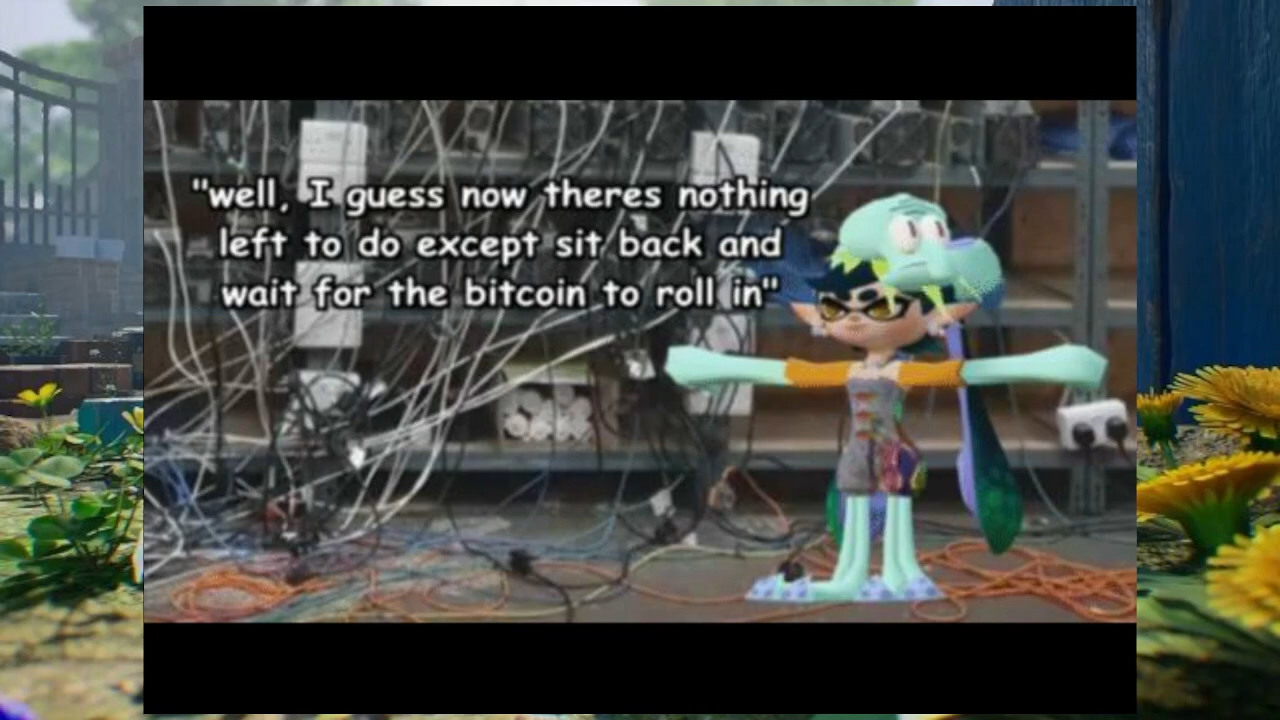 "well, I guess now theres nothing
left to do except sit back and
wait for the bitcoin to roll in"